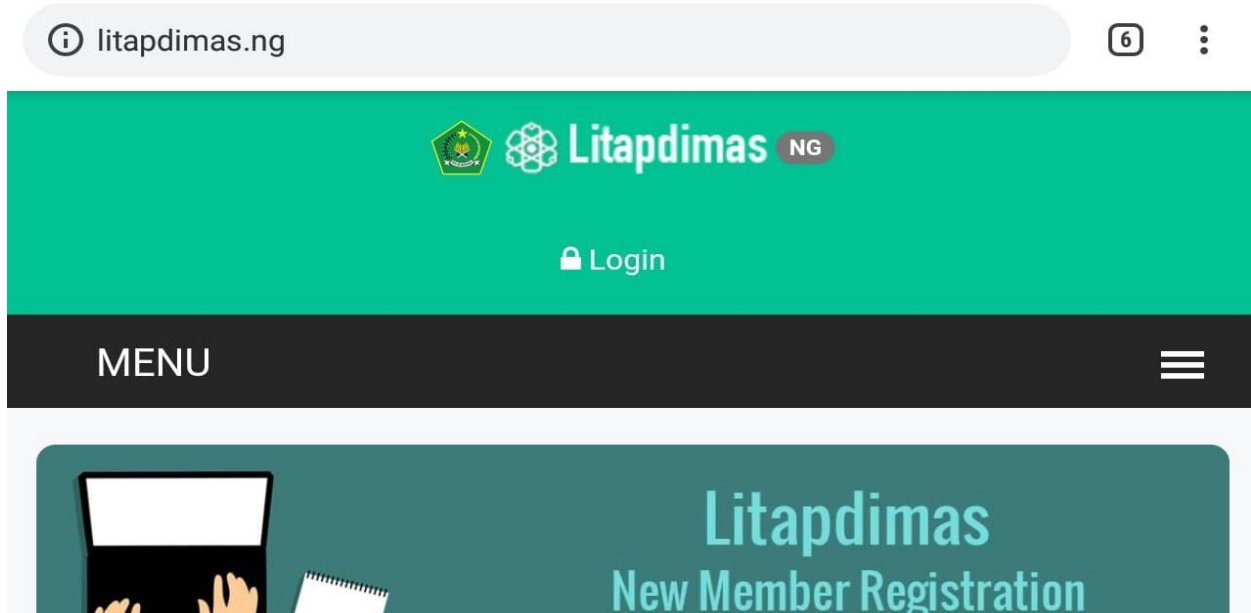 litapdimas.ng 6
Litapdimas NG
Login
MENU
Litapdimas
New Member Registration